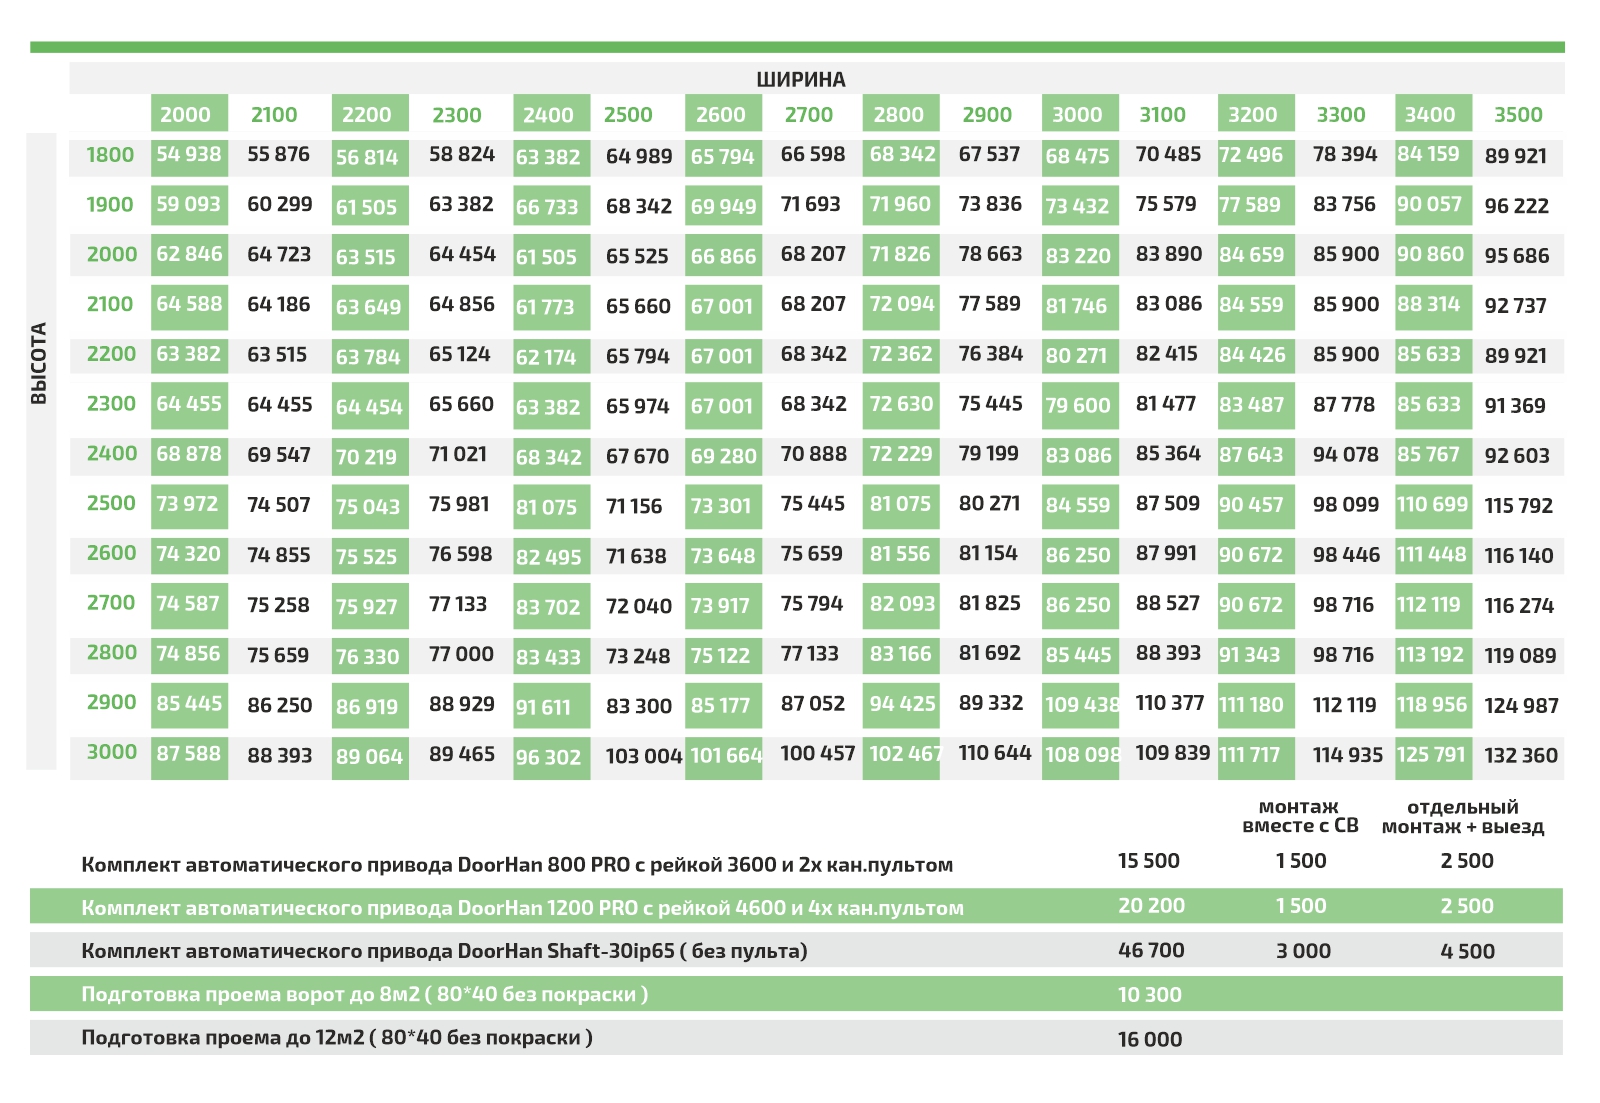 ШИРИНА
2000 2100 2200 2300 2400 2500 2600 2700 2800 2900 3000 3100 3200 3300 3400 3500
ВЫСОТА
1800 54 938 55 876 56 814 58 824 63 382 64 989 65 794 66 598 68 342 67 537 68 475 70 485 72 496 78 394 84 159 89 921
1900 59 093 60 299 61 505 63 382 66 733 68 342 69 949 71 693 71 960 73 836 73 432 75 579 77 589 83 756 90 057 96 222
2000 62 846 64 723 63 515 64 454 61 505 65 525 66 866 68 207 71 826 78 663 83 220 83 890 84 659 85 900 90 860 95 686
2100 64 588 64 186 63 649 64 856 61 773 65 660 67 001 68 207 72 094 77 589 81 746 83 086 84 559 85 900 88 314 92 737
2200 63 382 63 515 63 784 65 124 62 174 65 794 67 001 68 342 72 362 76 384 80 271 82 415 84 426 85 900 85 633 89 921
2300 64 455 64 455 64 454 65 660 63 382 65 974 67 001 68 342 72 630 75 445 79 600 81 477 83 487 87 778 85 633 91 369
2400 68 878 69 547 70 219 71 021 68 342 67 670 69 280 70 888 72 229 79 199 83 086 85 364 87 643 94 078 85 767 92 603
2500 73 972 74 507 75 043 75 981 81 075 71 156 73 301 75 445 81 075 80 271 84 559 87 509 90 457 98 099 110 699 115 792
2600 74 320 74 855 75 525 76 598 82 495 71 638 73 648 75 659 81 556 81 154 86 250 87 991 90 672 98 446 111 448 116 140
2700 74 587 75 258 75 927 77 133 83 702 72 040 73 917 75 794 82 093 81 825 86 250 88 527 90 672 98 716 112 119 116 274
2800 74 856 75 659 76 330 77 000 83 433 73 248 75 122 77 133 83 166 81 692 85 445 88 393 91 343 98 716 113 192 119 089
2900 85 445 86 250 86 919 88 929 91 611 83 300 85 177 87 052 94 425 89 332 109 438 110 377 111 180 112 119 118 956 124 987
3000 87 588 88 393 89 064 89 465 96 302 103 004 101 664 100 457 102 467 110 644 108 098 109 839 111 717 114 935 125 791 132 360
монтаж отдельный
вместе с СВ монтаж + выезд
Комплект автоматического привода DoorHan 800 PRO с рейкой 3600 и 2х кан.пультом 15 500 1 500 2 500
Комплект автоматического привода DoorHan 1200 PRO с рейкой 4600 и 4х кан.пультом 20 200 1 500 2 500
Комплект автоматического привода DoorHan Shaft-30ip65 ( без пульта) 46 700 3 000 4 500
Подготовка проема ворот до 8м2 ( 80*40 без покраски ) 10 300
Подготовка проема до 12м2 ( 80*40 без покраски ) 16 000